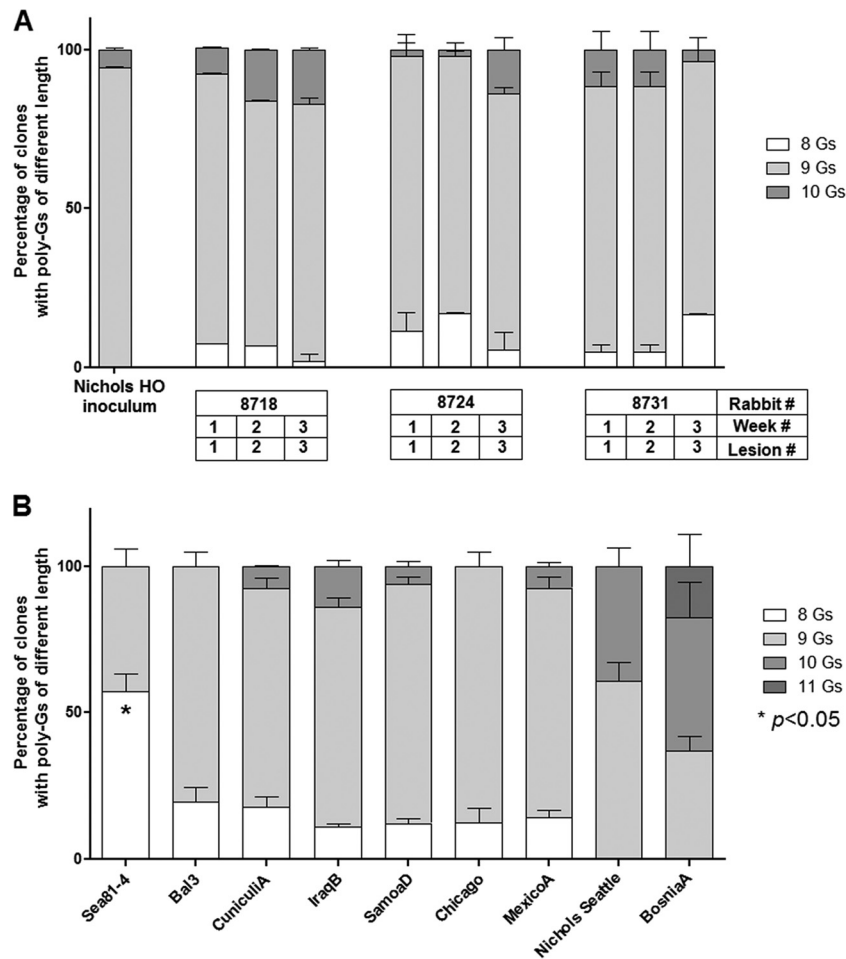 A
Percentage of clones
with poly-Gs of different length
100
50
0
8 Gs
9 Gs
10 Gs
Nichols HO
inoculum
8718
1 2 3
1 2 3
8724
1 2 3
1 2 3
8731 Rabbit #
1 2 3 Week #
1 2 3 Lesion #
B
Percentage of clones
with poly-Gs of different length
100
50
0
*
8 Gs
9 Gs
10 Gs
11 Gs
* p<0.05
Sea81-4
Bal3
CuniculiA
IraqB
SamoaD
Chicago
MexicoA
Nichols Seattle
BosniaA